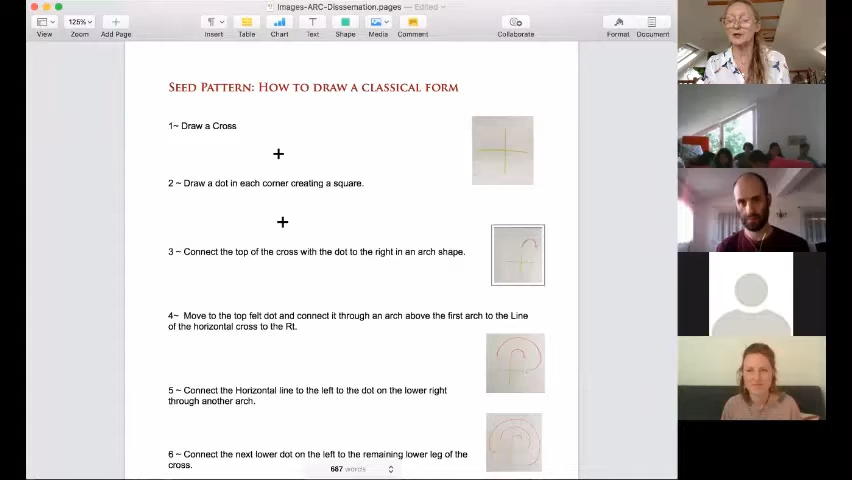 Images-ARC-Disssemation.pages — Edited
125%
View
Zoom
Add Page
Insert
Table
Chart
Text
Shape
Media
Comment
Collaborate
Format
Document
Seed Pattern: How to draw a classical form
1~ Draw a Cross
+
2 ~ Draw a dot in each corner creating a square.
+
3 ~ Connect the top of the cross with the dot to the right in an arch shape.
4~ Move to the top felt dot and connect it through an arch above the first arch to the Line
of the horizontal cross to the Rt.
5 ~ Connect the Horizontal line to the left to the dot on the lower right
through another arch.
6 ~ Connect the next lower dot on the left to the remaining lower leg of the
cross.
687 words